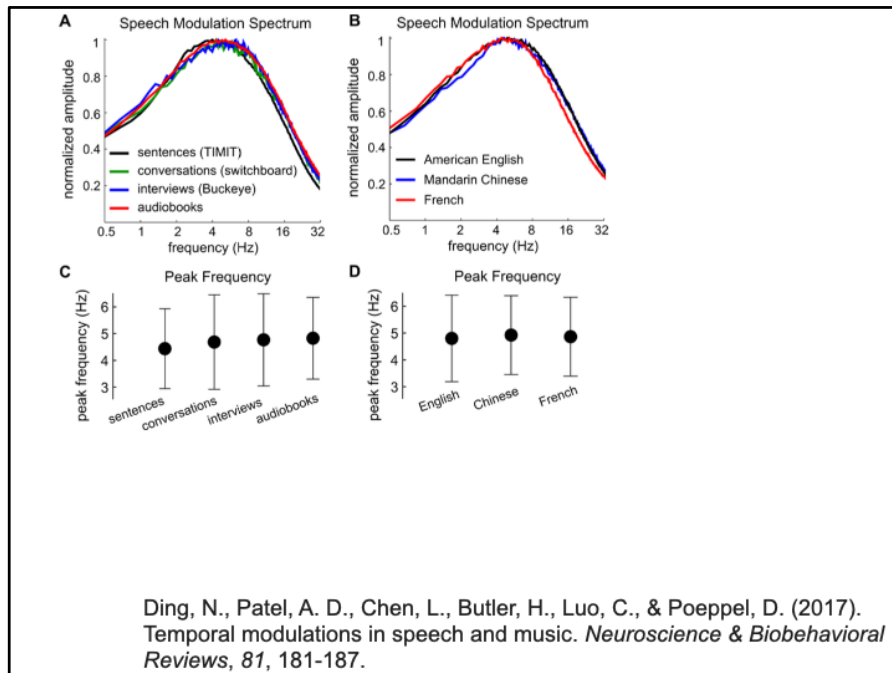 A Speech Modulation Spectrum
normalized amplitude
1
0.8
0.6
0.4
0.2
sentences (TIMIT)
conversations (switchboard)
interviews (Buckeye)
audiobooks
0.5 1 2 4 8 16 32
frequency (Hz)
B Speech Modulation Spectrum
normalized amplitude
1
0.8
0.6
0.4
0.2
American English
Mandarin Chinese
French
0.5 1 2 4 8 16 32
frequency (Hz)
C Peak Frequency
peak frequency (Hz)
6
5
4
3
sentences conversations interviews audiobooks
D Peak Frequency
peak frequency (Hz)
6
5
4
3
English Chinese French
Ding, N., Patel, A. D., Chen, L., Butler, H., Luo, C., & Poeppel, D. (2017).
Temporal modulations in speech and music. Neuroscience & Biobehavioral
Reviews, 81, 181-187.